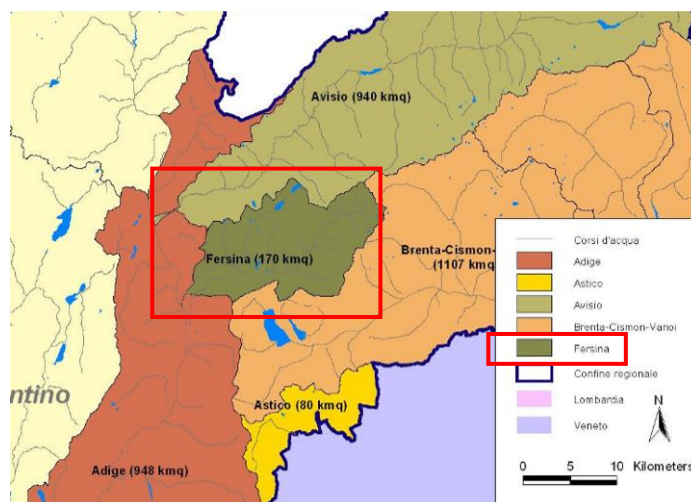 Avisio (940 kmq)
Fersina (170 kmq)
Brenta-Cismon-
(1107 kmq
ntino
Astico (80 kmq)
Adige (948 kmq)
Corsi d'acqua
Adige
Astico
Avisio
Brenta-Cismon-Vanoi
Fersina
Confine regionale
Lombardia
Veneto
N
0 5 10 Kilometers